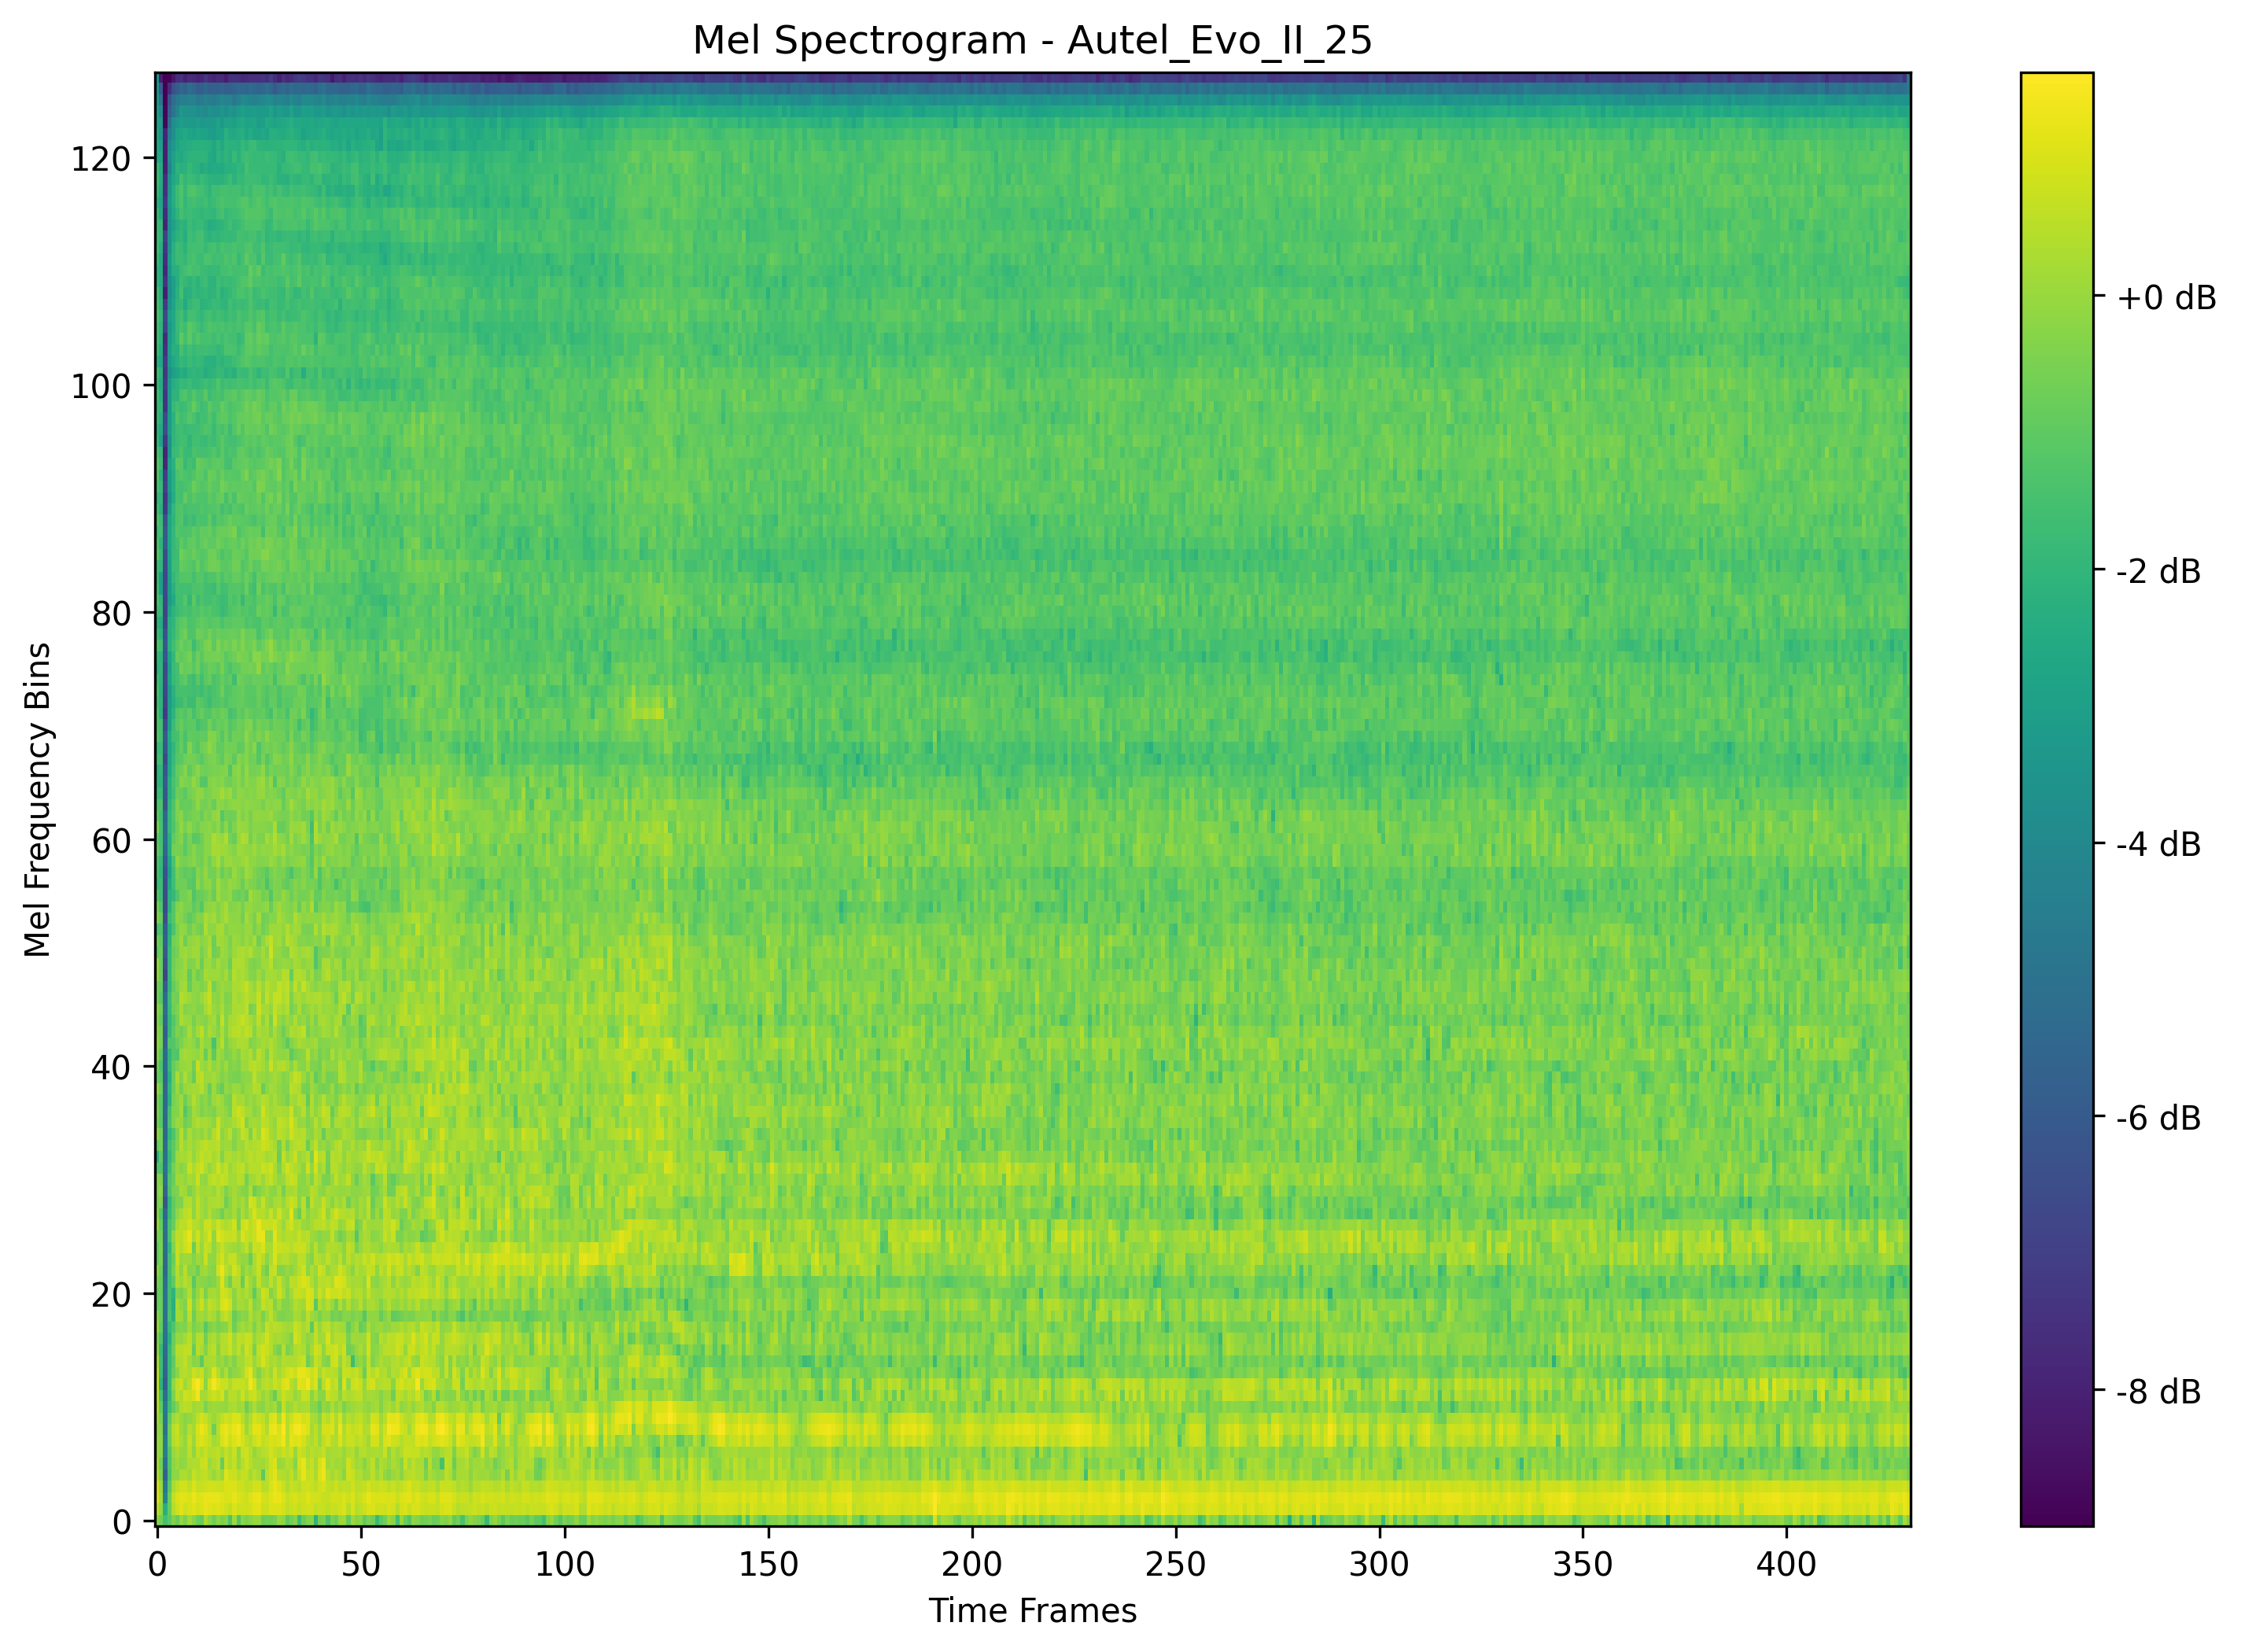 Mel Spectrogram - Autel_Evo_II_25
120
100
80
60
40
20
0
Mel Frequency Bins
0 50 100 150 200 250 300 350 400
Time Frames
+0 dB
-2 dB
-4 dB
-6 dB
-8 dB